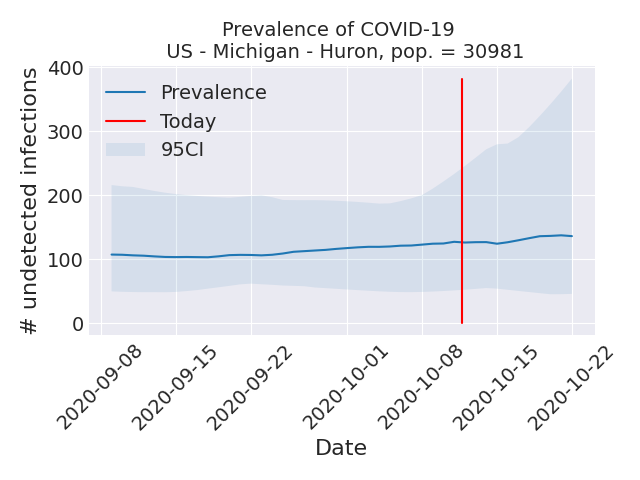 Prevalence of COVID-19
US - Michigan - Huron, pop. = 30981
# undetected infections
400
300
200
100
0
Prevalence
Today
95CI
2020-09-08
2020-09-15
2020-09-22
2020-10-01
2020-10-08
2020-10-15
2020-10-22
Date